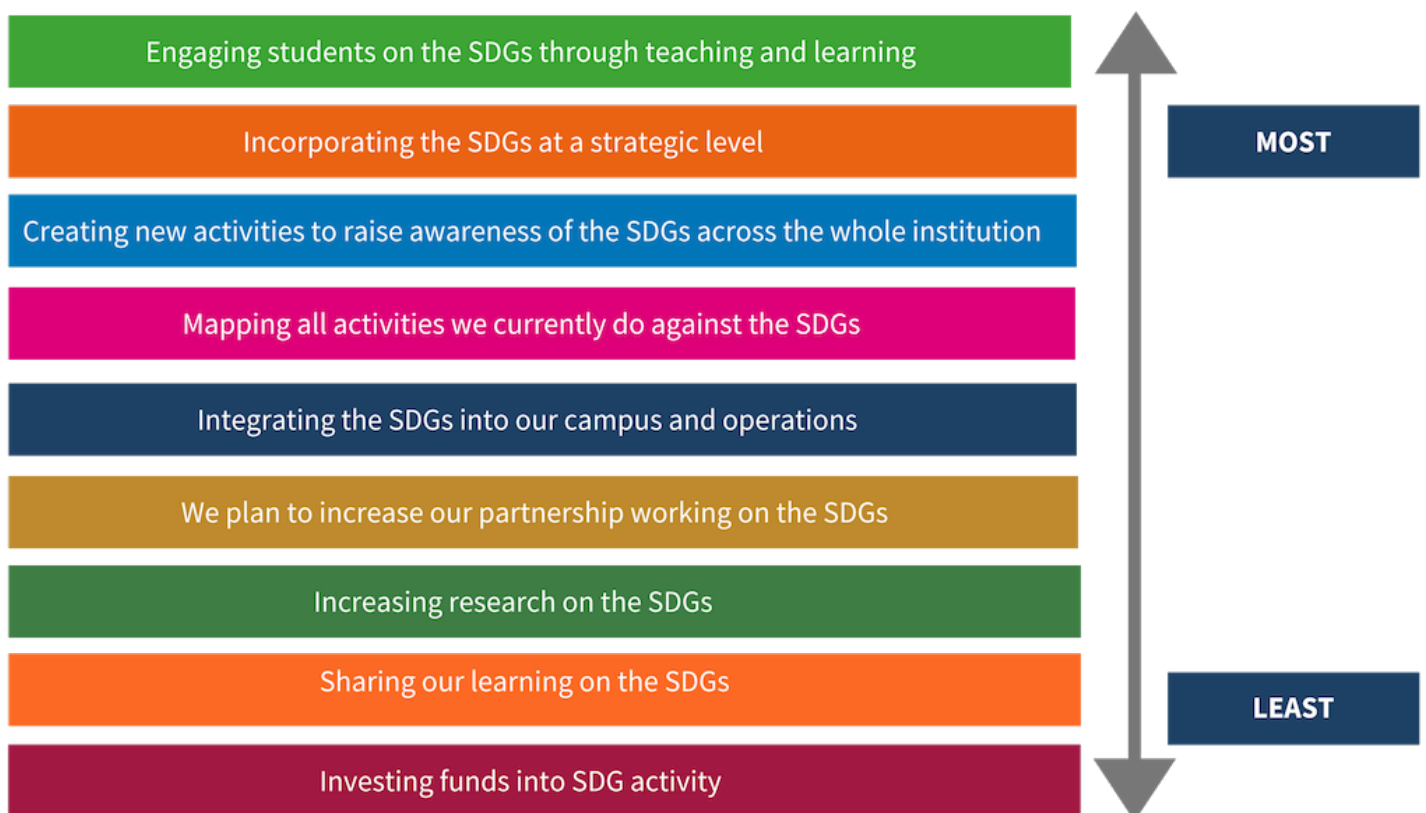 Engaging students on the SDGs through teaching and learning
Incorporating the SDGs at a strategic level
MOST
Creating new activities to raise awareness of the SDGs across the whole institution
Mapping all activities we currently do against the SDGs
Integrating the SDGs into our campus and operations
We plan to increase our partnership working on the SDGs
Increasing research on the SDGs
Sharing our learning on the SDGs
LEAST
Investing funds into SDG activity